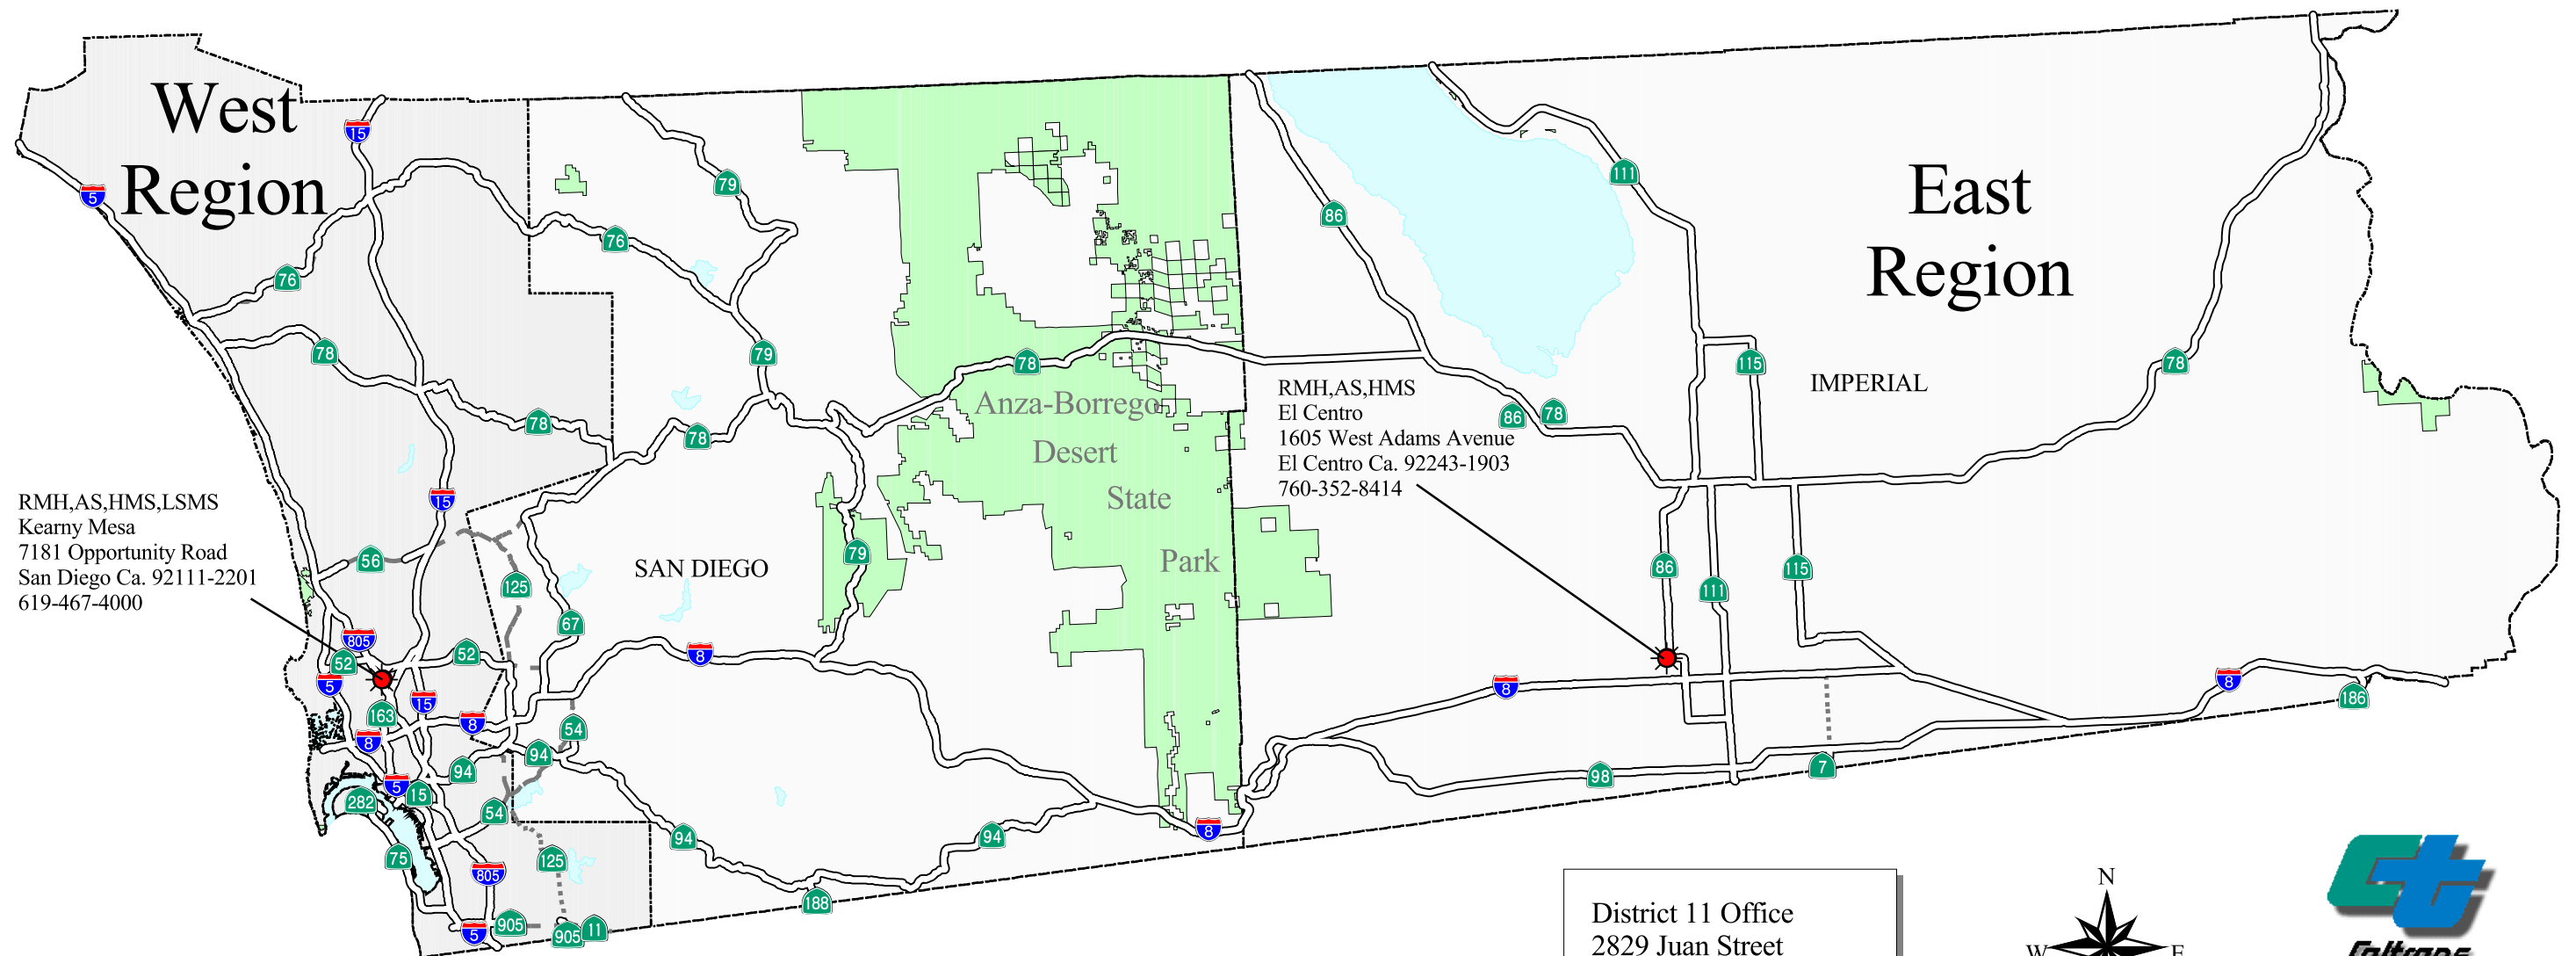 West
Region
East
Region
15
5
76
78
79
76
79
78
78
78
86
111
115
86
78
78
IMPERIAL
Anza-Borrego
Desert
State
Park
RMH,AS,HMS
El Centro
1605 West Adams Avenue
El Centro Ca. 92243-1903
760-352-8414
RMH,AS,HMS,LSMS
Kearny Mesa
7181 Opportunity Road
San Diego Ca. 92111-2201
619-467-4000
SAN DIEGO
15
56
125
67
79
86
111
115
805
52
52
5
163
15
8
8
8
8
8
186
54
94
94
5
15
282
54
98
7
75
125
94
94
8
805
188
5
905
905
11
District 11 Office
2829 Juan Street
N
W
E
Caltrans